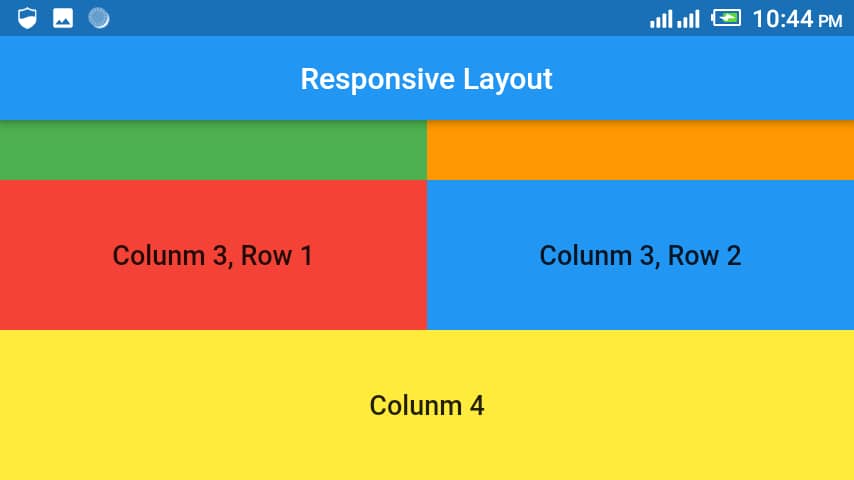 10:44 PM
Responsive Layout
Colunm 3, Row 1
Colunm 3, Row 2
Colunm 4